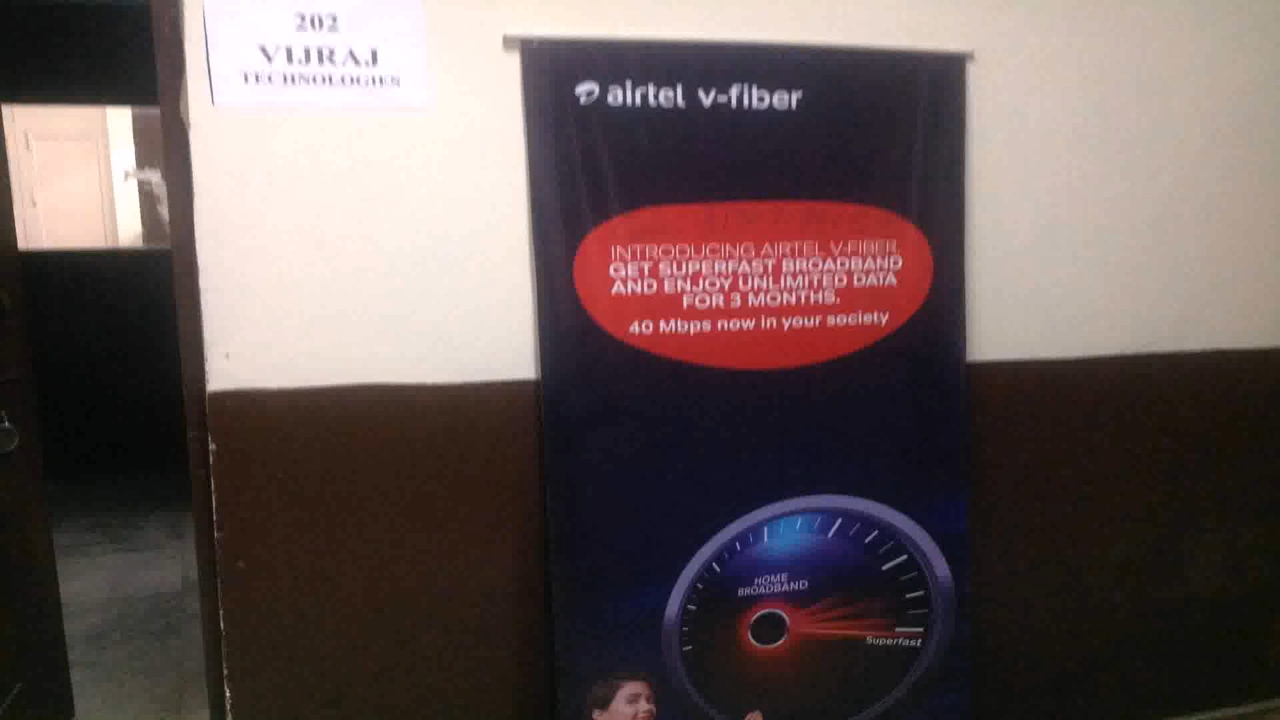 202
VIJRAJ
TECHNOLOGIES
airtel v-fiber
INTRODUCING AIRTEL V-FIBER.
GET SUPERFAST BROADBAND
AND ENJOY UNLIMITED DATA
FOR 3 MONTHS.
40 Mbps now in your society
HOME
BROADBAND
Superfast